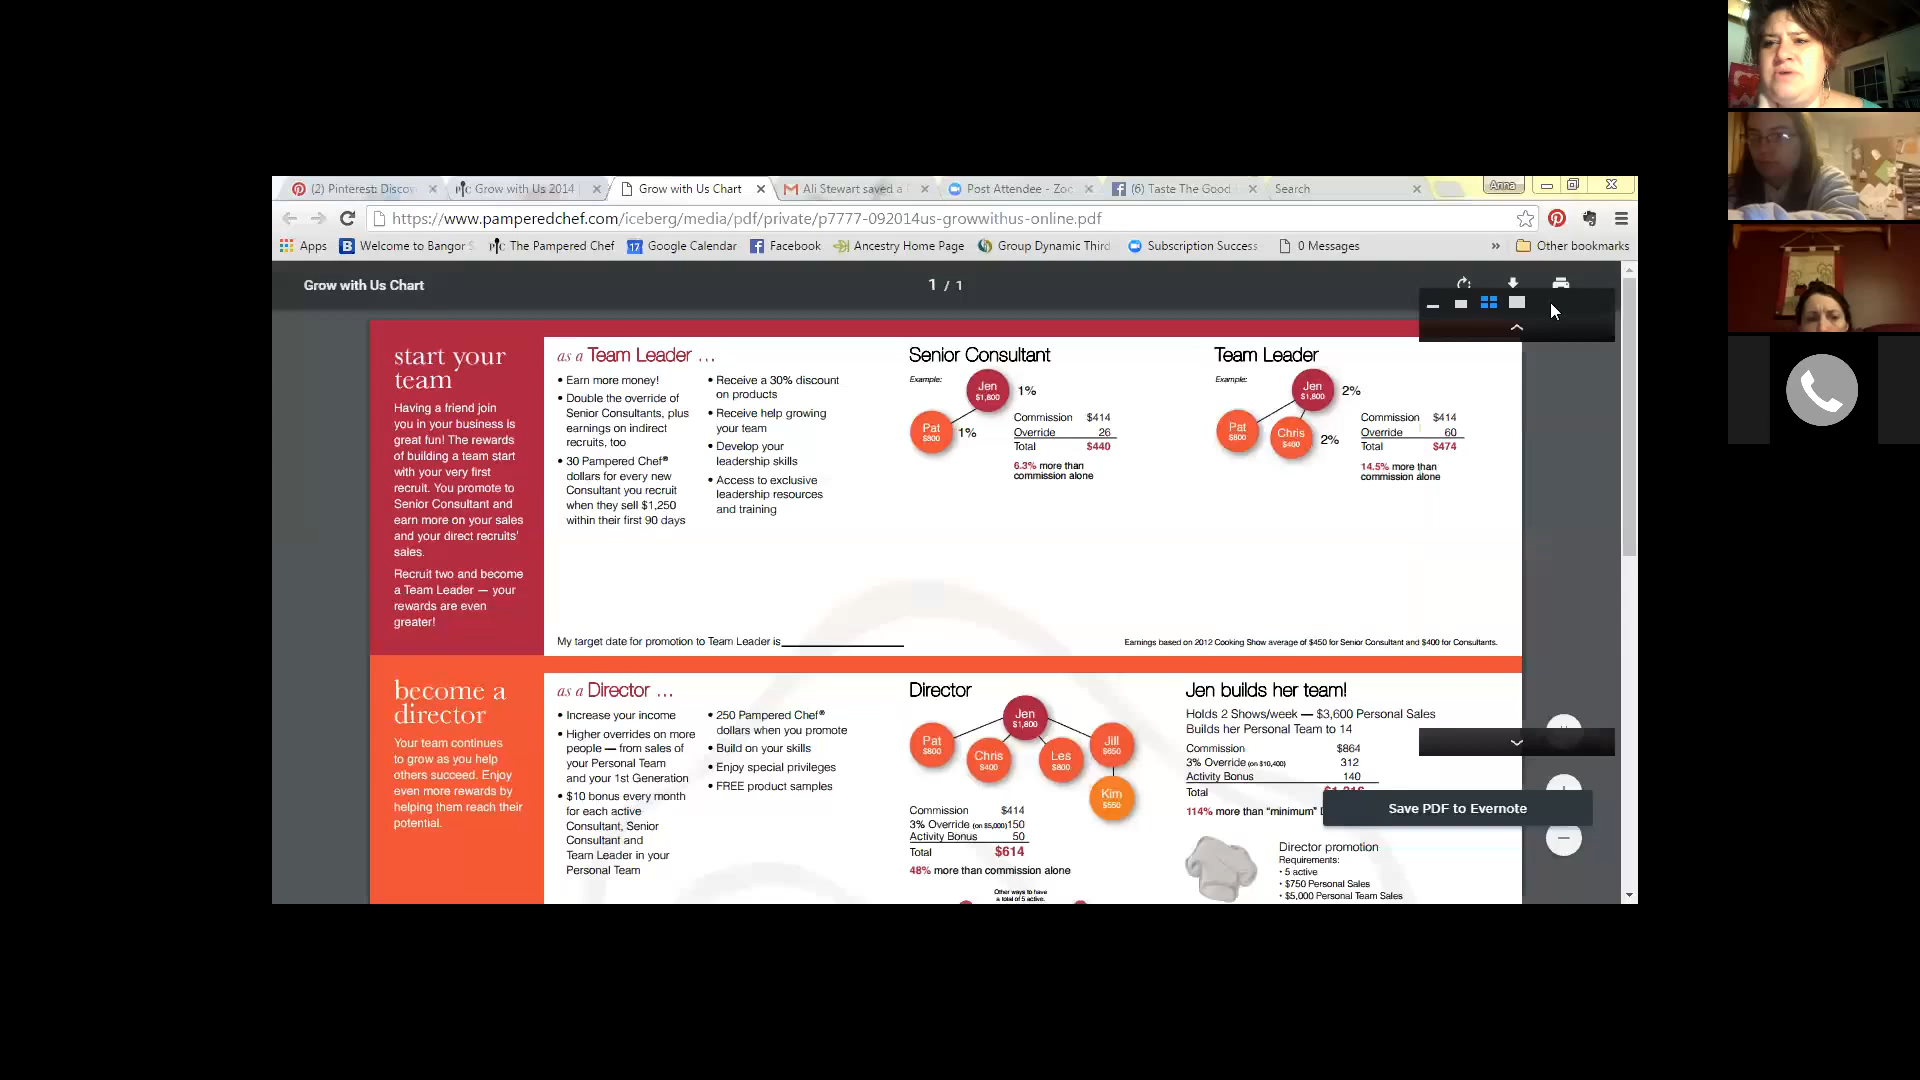 (2) Pinterest: Discov
Grow with Us 2014
Grow with Us Chart
Ali Stewart saved a
Post Attendee - Zoo
(6) Taste The Good
Search
Anna
https://www.pamperedchef.com/iceberg/media/pdf/private/p7777-092014us-growwithus-online.pdf
Apps
Welcome to Bangor S
The Pampered Chef
17 Google Calendar
Facebook
Ancestry Home Page
Group Dynamic Third
Subscription Success
0 Messages
»
Other bookmarks
Grow with Us Chart
1 / 1
start your
team
Having a friend join
you in your business is
great fun! The rewards
of building a team start
with your very first
recruit. You promote to
Senior Consultant and
earn more on your sales
and your direct recruits'
sales.
Recruit two and become
a Team Leader — your
rewards are even
greater!
as a Team Leader ...
• Earn more money!
• Double the override of
Senior Consultants, plus
earnings on indirect
recruits, too
• 30 Pampered Chef®
dollars for every new
Consultant you recruit
when they sell $1,250
within their first 90 days
• Receive a 30% discount
on products
• Receive help growing
your team
• Develop your
leadership skills
• Access to exclusive
leadership resources
and training
Senior Consultant
Example:
Jen
$1,800
1%
Pat
$800
1%
Commission $414
Override 26
Total $440
6.3% more than
commission alone
Team Leader
Example:
Jen
$1,800
2%
Pat
$800
Chris
$400
2%
Commission $414
Override 60
Total $474
14.5% more than
commission alone
My target date for promotion to Team Leader is
Earnings based on 2012 Cooking Show average of $450 for Senior Consultant and $400 for Consultants.
become a
director
Your team continues
to grow as you help
others succeed. Enjoy
even more rewards by
helping them reach their
potential.
as a Director ...
• Increase your income
• Higher overrides on more
people — from sales of
your Personal Team
and your 1st Generation
• $10 bonus every month
for each active
Consultant, Senior
Consultant and
Team Leader in your
Personal Team
• 250 Pampered Chef®
dollars when you promote
• Build on your skills
• Enjoy special privileges
• FREE product samples
Director
Jen
$1,800
Pat
$800
Chris
$400
Les
$800
Jill
$650
Kim
$550
Commission $414
3% Override (on $5,000) 150
Activity Bonus 50
Total $614
48% more than commission alone
Other ways to have
a total of 5 active.
Jen builds her team!
Holds 2 Shows/week — $3,600 Personal Sales
Builds her Personal Team to 14
Commission $864
3% Override (on $10,400) 312
Activity Bonus 140
Total
114% more than "minimum"
Save PDF to Evernote
Director promotion
Requirements:
• 5 active
• $750 Personal Sales
• $5,000 Personal Team Sales